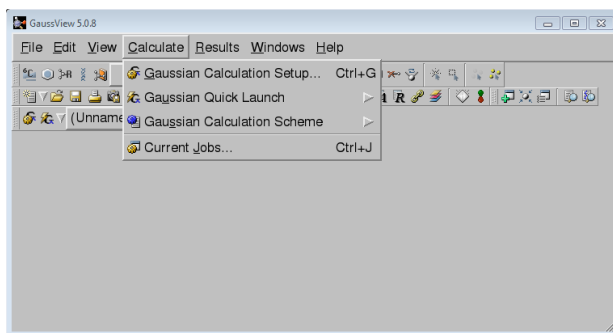 GaussView 5.0.8
File Edit View Calculate Results Windows Help
Gaussian Calculation Setup... Ctrl+G
Gaussian Quick Launch
(Unname
Gaussian Calculation Scheme
Current Jobs... Ctrl+J